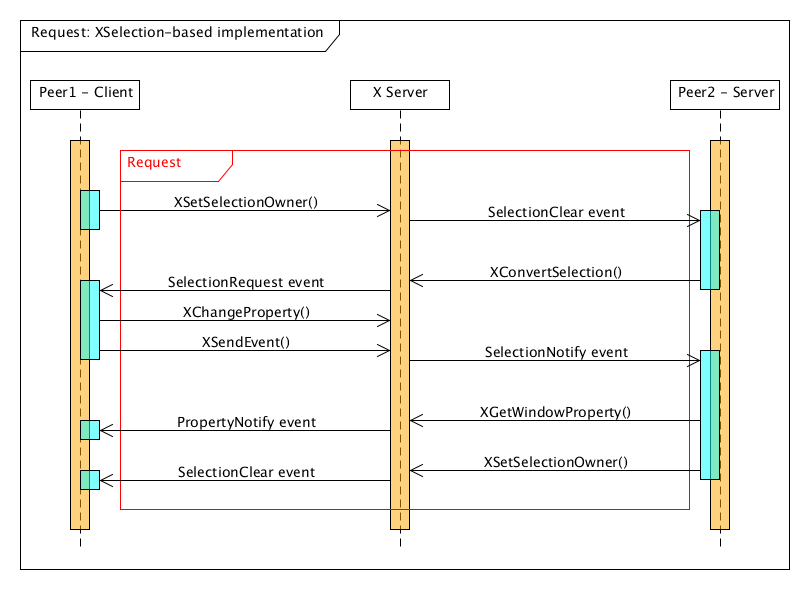 Request: XSelection-based implementation
Peer1 - Client
X Server
Peer2 - Server
Request
XSetSelectionOwner()
SelectionClear event
XConvertSelection()
SelectionRequest event
XChangeProperty()
XSendEvent()
SelectionNotify event
XGetWindowProperty()
PropertyNotify event
XSetSelectionOwner()
SelectionClear event